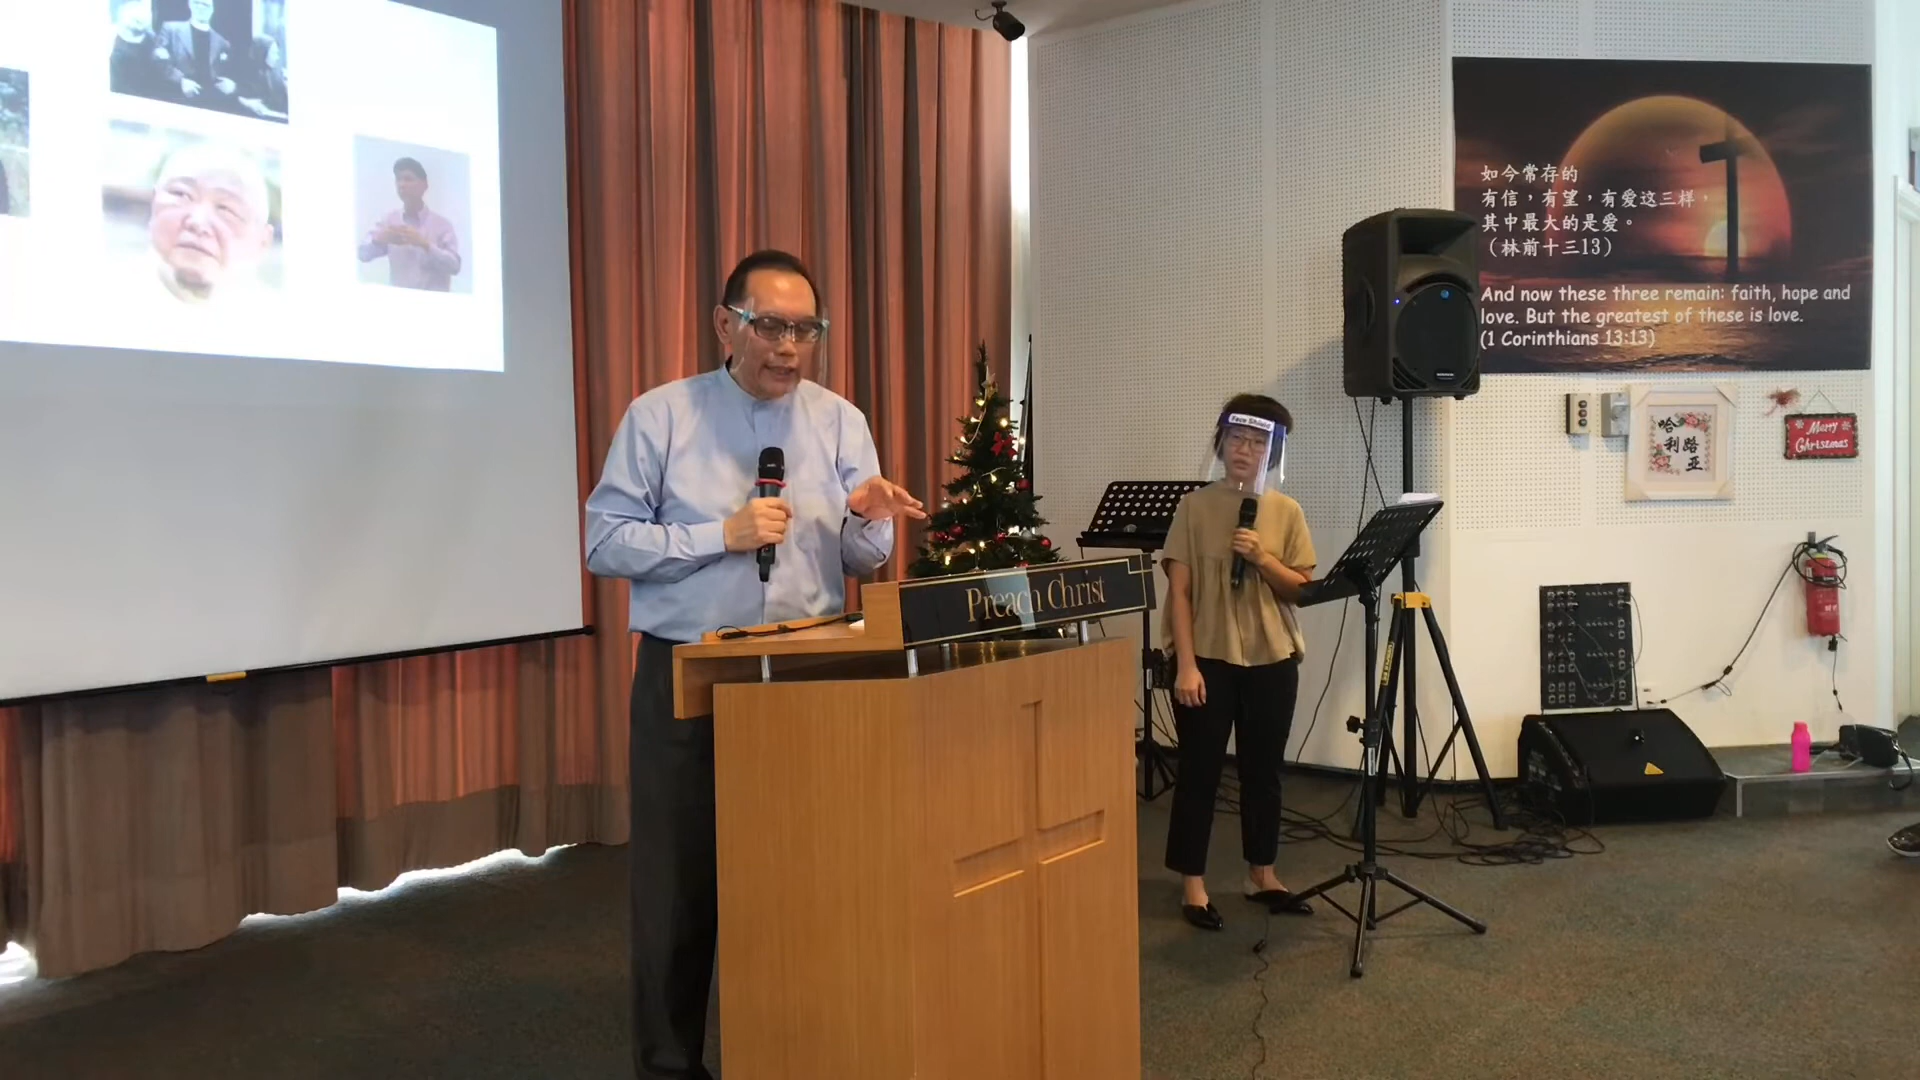 如今常存的
有信，有望，有爱这三样，
其中最大的是爱。
（林前十三13）
And now these three remain: faith, hope and
love. But the greatest of these is love.
(1 Corinthians 13:13)
Face Shield
哈利路亚
Merry
Christmas
Preach Christ